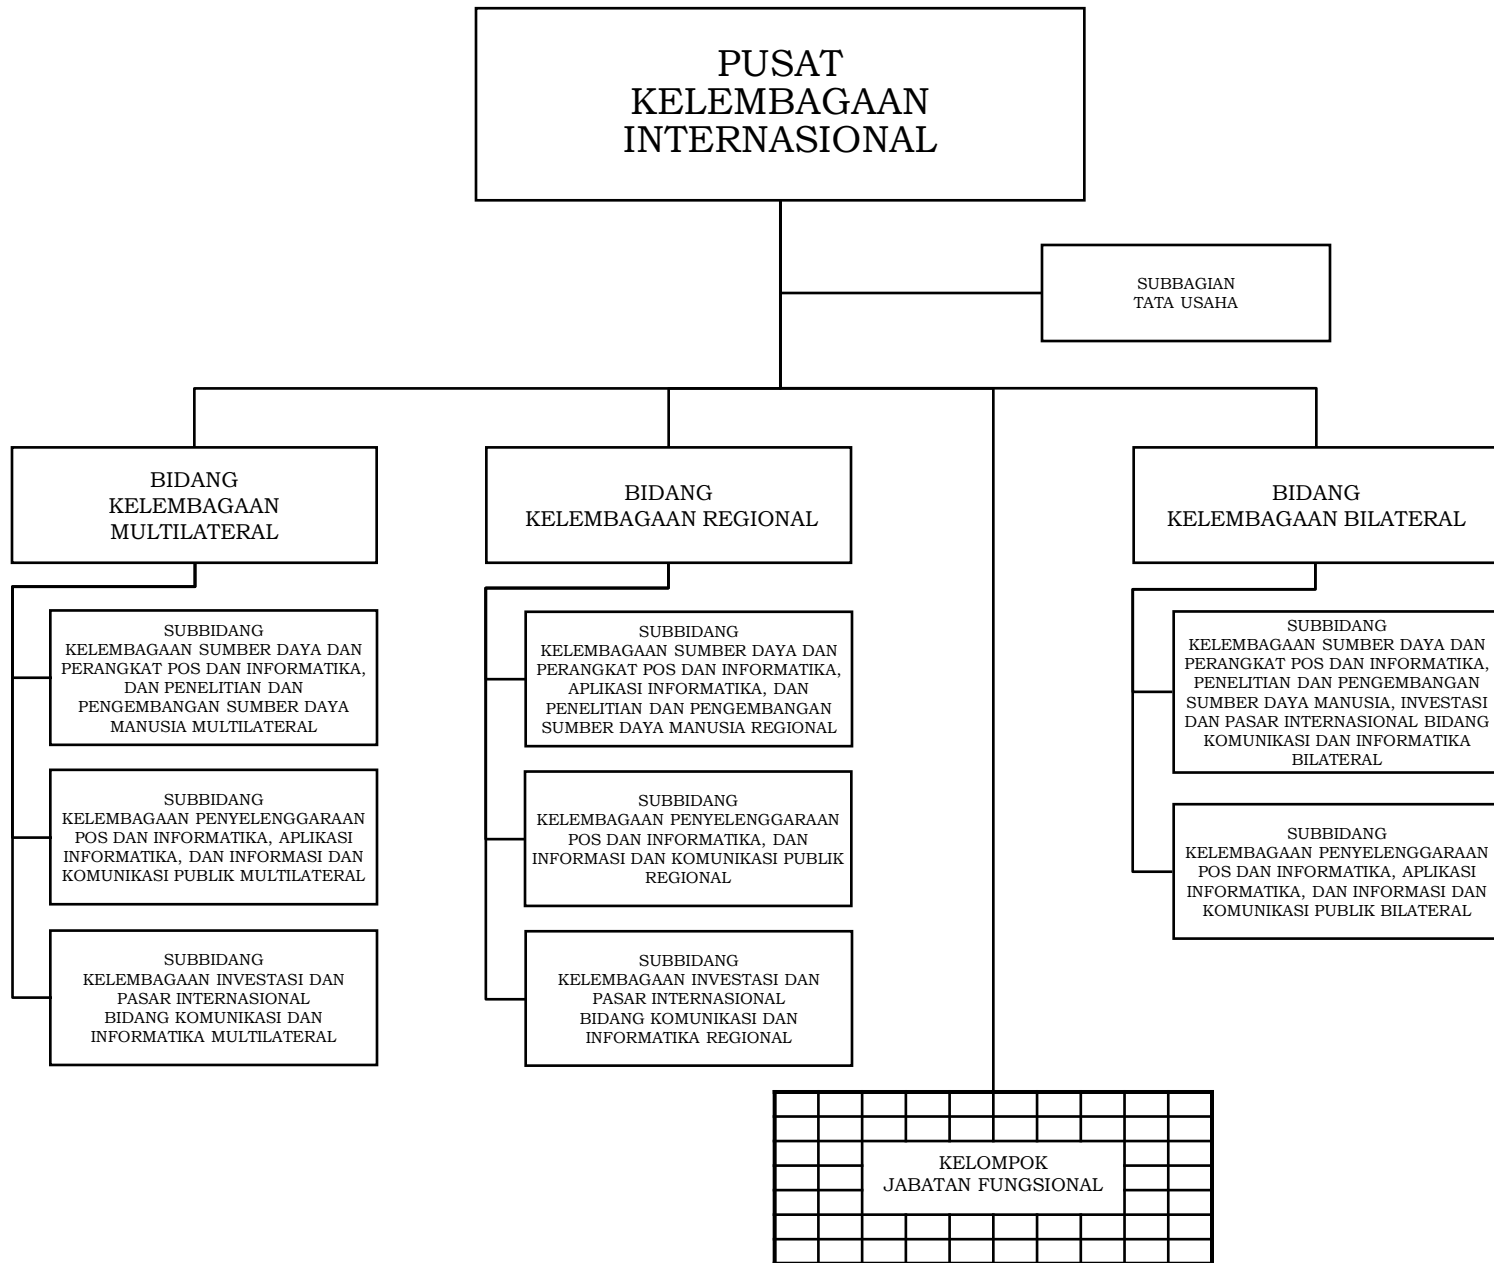 PUSAT
KELEMBAGAAN
INTERNASIONAL
SUBBAGIAN
TATA USAHA
BIDANG
KELEMBAGAAN
MULTILATERAL
BIDANG
KELEMBAGAAN REGIONAL
BIDANG
KELEMBAGAAN BILATERAL
SUBBIDANG
KELEMBAGAAN SUMBER DAYA DAN
PERANGKAT POS DAN INFORMATIKA,
DAN PENELITIAN DAN
PENGEMBANGAN SUMBER DAYA
MANUSIA MULTILATERAL
SUBBIDANG
KELEMBAGAAN SUMBER DAYA DAN
PERANGKAT POS DAN INFORMATIKA,
APLIKASI INFORMATIKA, DAN
PENELITIAN DAN PENGEMBANGAN
SUMBER DAYA MANUSIA REGIONAL
SUBBIDANG
KELEMBAGAAN SUMBER DAYA DAN
PERANGKAT POS DAN INFORMATIKA,
PENELITIAN DAN PENGEMBANGAN
SUMBER DAYA MANUSIA, INVESTASI
DAN PASAR INTERNASIONAL BIDANG
KOMUNIKASI DAN INFORMATIKA
BILATERAL
SUBBIDANG
KELEMBAGAAN PENYELENGGARAAN
POS DAN INFORMATIKA, APLIKASI
INFORMATIKA, DAN INFORMASI DAN
KOMUNIKASI PUBLIK MULTILATERAL
SUBBIDANG
KELEMBAGAAN PENYELENGGARAAN
POS DAN INFORMATIKA, DAN
INFORMASI DAN KOMUNIKASI PUBLIK
REGIONAL
SUBBIDANG
KELEMBAGAAN PENYELENGGARAAN
POS DAN INFORMATIKA, APLIKASI
INFORMATIKA, DAN INFORMASI DAN
KOMUNIKASI PUBLIK BILATERAL
SUBBIDANG
KELEMBAGAAN INVESTASI DAN
PASAR INTERNASIONAL
BIDANG KOMUNIKASI DAN
INFORMATIKA MULTILATERAL
SUBBIDANG
KELEMBAGAAN INVESTASI DAN
PASAR INTERNASIONAL
BIDANG KOMUNIKASI DAN
INFORMATIKA REGIONAL
KELOMPOK
JABATAN FUNGSIONAL